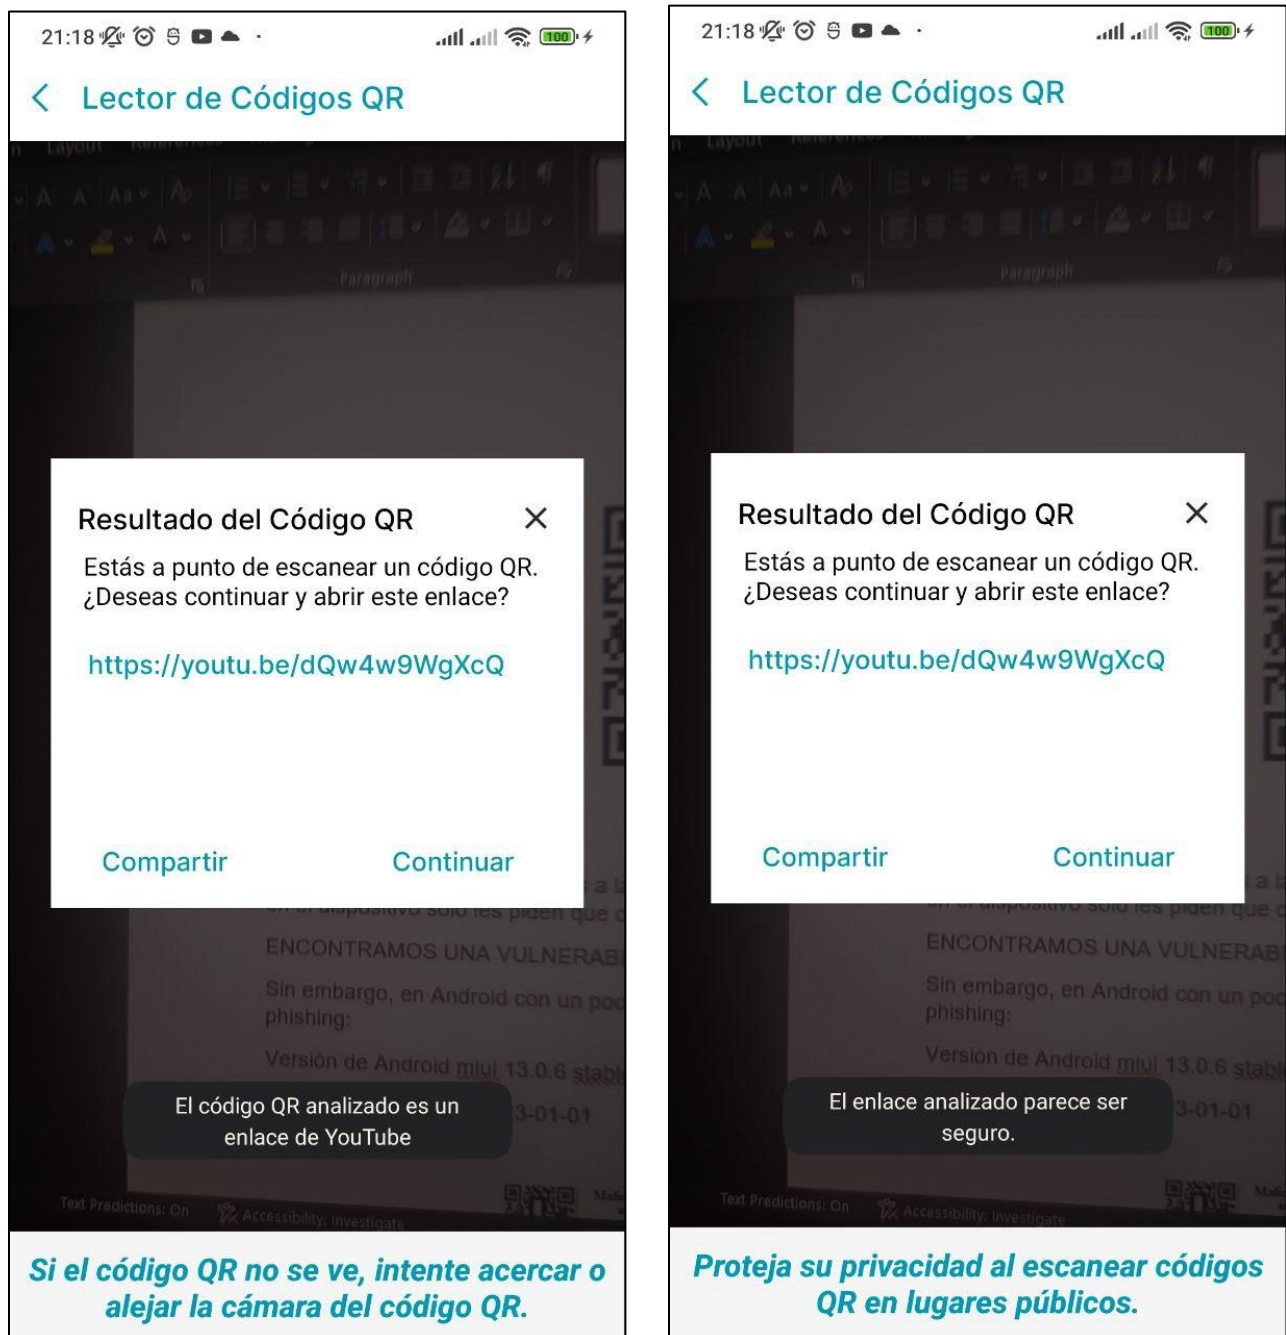 21:18
100
Lector de Códigos QR
Layout
Paragraph
Resultado del Código QR
Estás a punto de escanear un código QR.
¿Deseas continuar y abrir este enlace?
https://youtu.be/dQw4w9WgXcQ
Compartir Continuar
ENCONTRAMOS UNA
Sin embargo, en Android con un
phishing:
Versión de Android miui 13.0.6
El código QR analizado es un
enlace de YouTube
Text Predictions: On Accessibility: Investigate
Si el código QR no se ve, intente acercar o
alejar la cámara del código QR.
21:18
100
Lector de Códigos QR
Layout
Paragraph
Resultado del Código QR
Estás a punto de escanear un código QR.
¿Deseas continuar y abrir este enlace?
https://youtu.be/dQw4w9WgXcQ
Compartir Continuar
ENCONTRAMOS UNA
Sin embargo, en Android con un
phishing:
Versión de Android miui 13.0.6
El enlace analizado parece ser
seguro.
Text Predictions: On Accessibility: Investigate
Proteja su privacidad al escanear códigos
QR en lugares públicos.